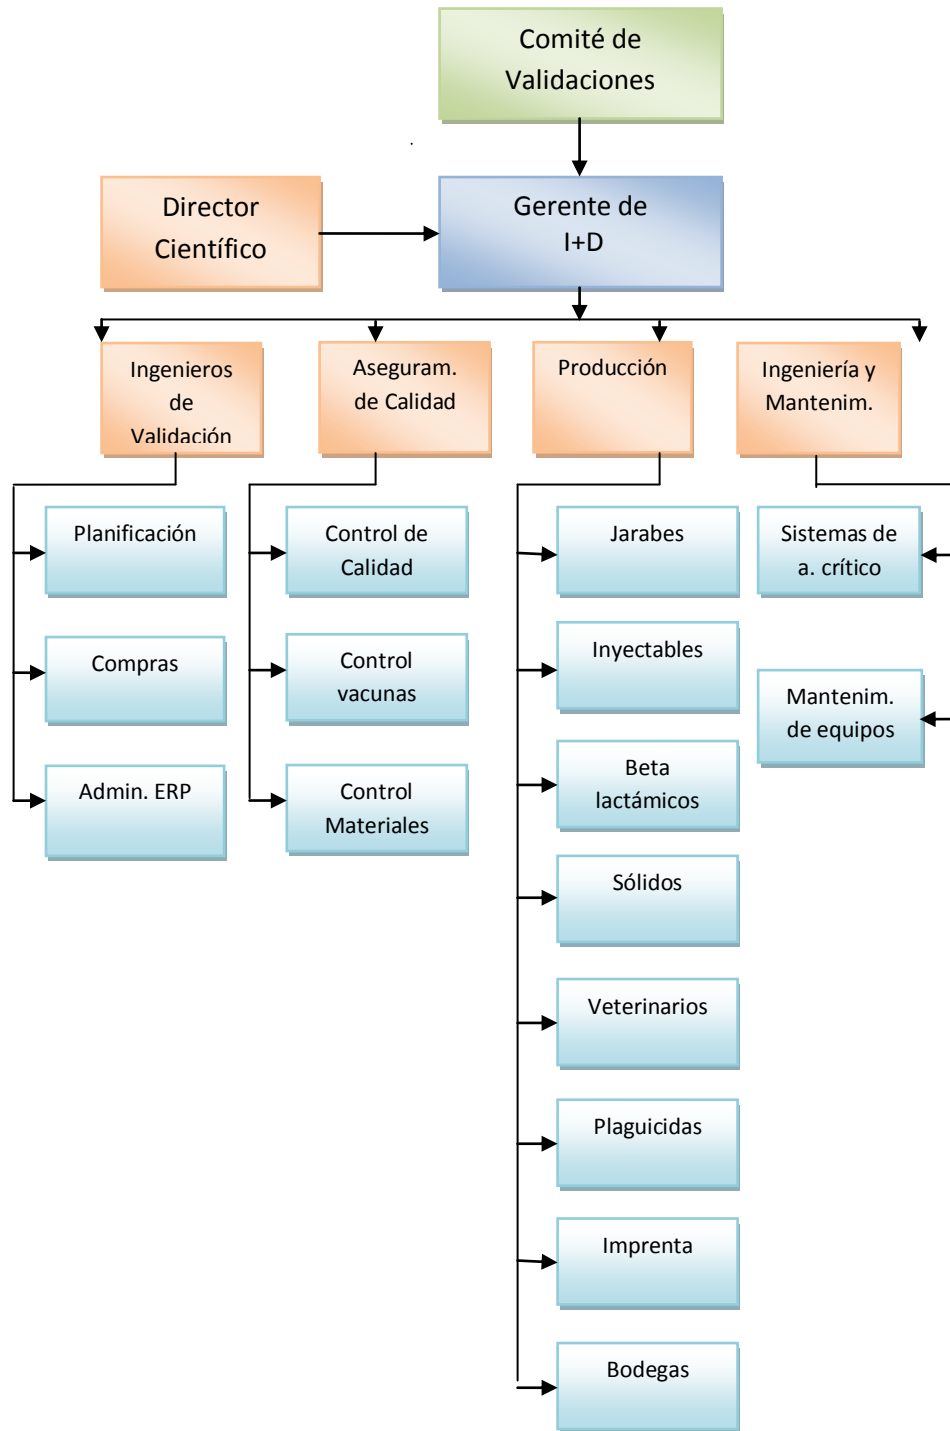 Comité de
Validaciones
Director
Científico
Gerente de
I+D
Ingenieros
de
Validación
Aseguram.
de Calidad
Producción
Ingeniería y
Mantenim.
Planificación
Compras
Admin. ERP
Control de
Calidad
Control
vacunas
Control
Materiales
Jarabes
Inyectables
Beta
lactámicos
Sólidos
Veterinarios
Plaguicidas
Imprenta
Bodegas
Sistemas de
a. crítico
Mantenim.
de equipos